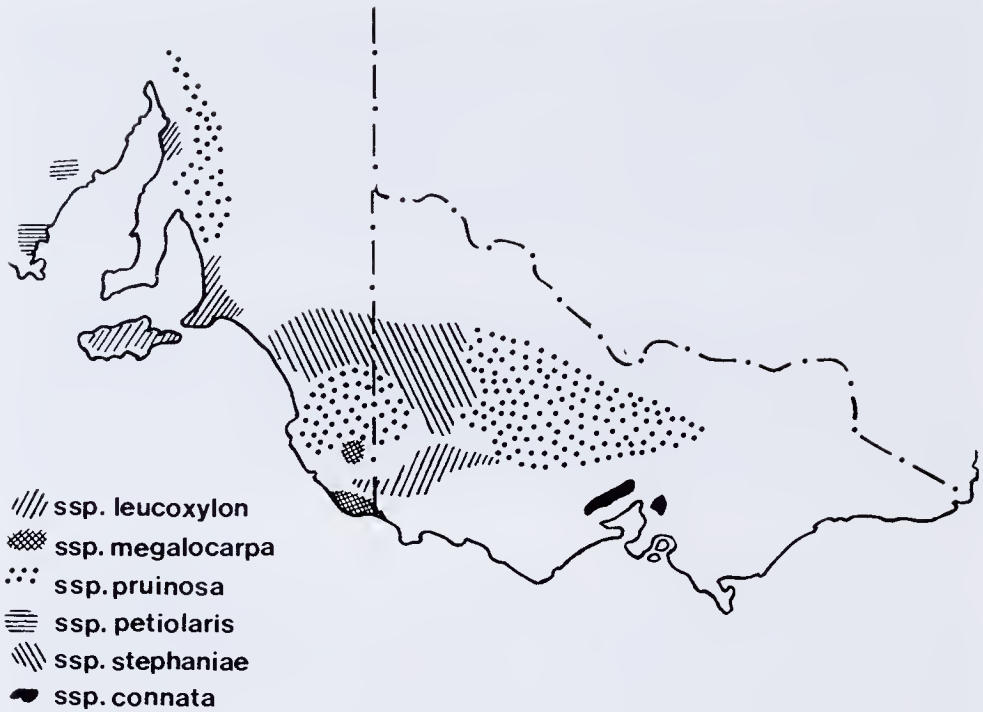 ssp. leucoxylon
ssp. megalocarpa
ssp. pruinosa
ssp. petiolaris
ssp. stephaniae
ssp. connata